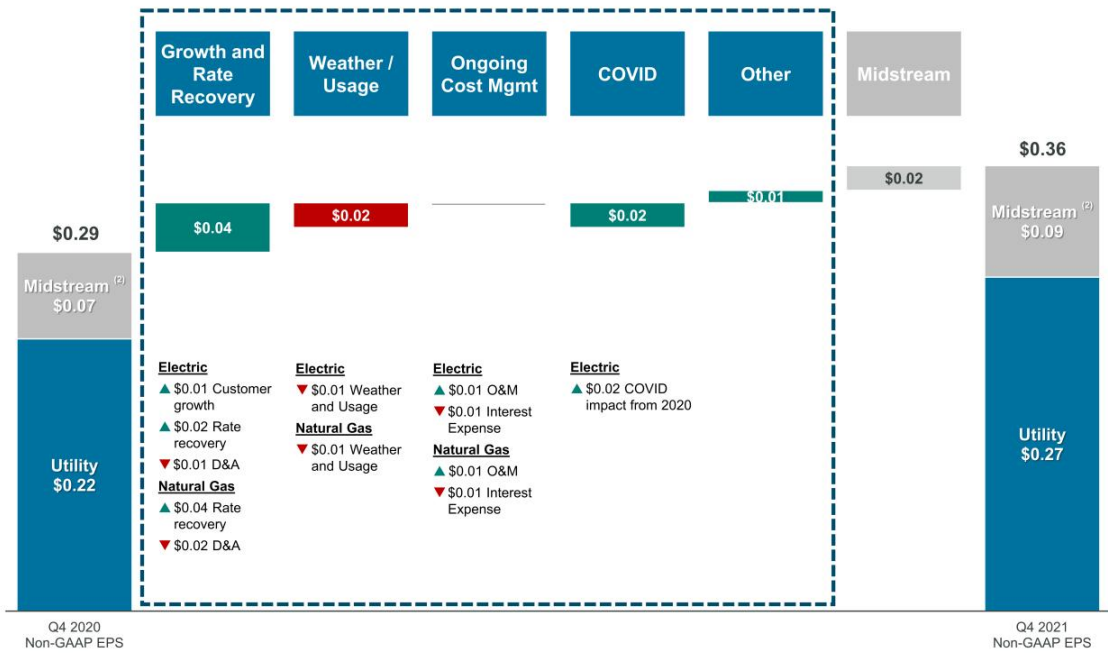 Growth and
Rate
Recovery
Weather /
Usage
Ongoing
Cost Mgmt
COVID
Other
Midstream
$0.29
Midstream (2)
$0.07
Utility
$0.22
$0.04
$0.02
$0.02
$0.01
$0.02
$0.36
Midstream (2)
$0.09
Utility
$0.27
Electric
▲ $0.01 Customer
growth
▲ $0.02 Rate
recovery
▼ $0.01 D&A
Natural Gas
▲ $0.04 Rate
recovery
▼ $0.02 D&A
Electric
▼ $0.01 Weather
and Usage
Natural Gas
▼ $0.01 Weather
and Usage
Electric
▲ $0.01 O&M
▼ $0.01 Interest
Expense
Natural Gas
▲ $0.01 O&M
▼ $0.01 Interest
Expense
Electric
▲ $0.02 COVID
impact from 2020
Q4 2020
Non-GAAP EPS
Q4 2021
Non-GAAP EPS